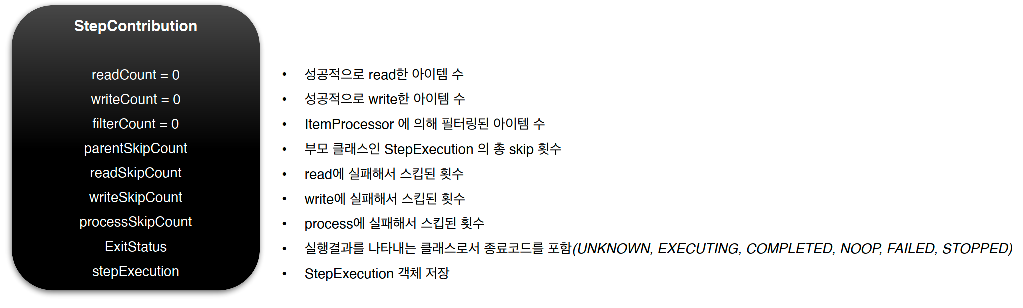 StepContribution
readCount = 0 • 성공적으로 read한 아이템 수
writeCount = 0 • 성공적으로 write한 아이템 수
filterCount = 0 • ItemProcessor 에 의해 필터링된 아이템 수
parentSkipCount • 부모 클래스인 StepExecution 의 총 skip 횟수
readSkipCount • read에 실패해서 스킵된 횟수
writeSkipCount • write에 실패해서 스킵된 횟수
processSkipCount • process에 실패해서 스킵된 횟수
ExitStatus • 실행결과를 나타내는 클래스로서 종료코드를 포함(UNKNOWN, EXECUTING, COMPLETED, NOOP, FAILED, STOPPED)
stepExecution • StepExecution 객체 저장